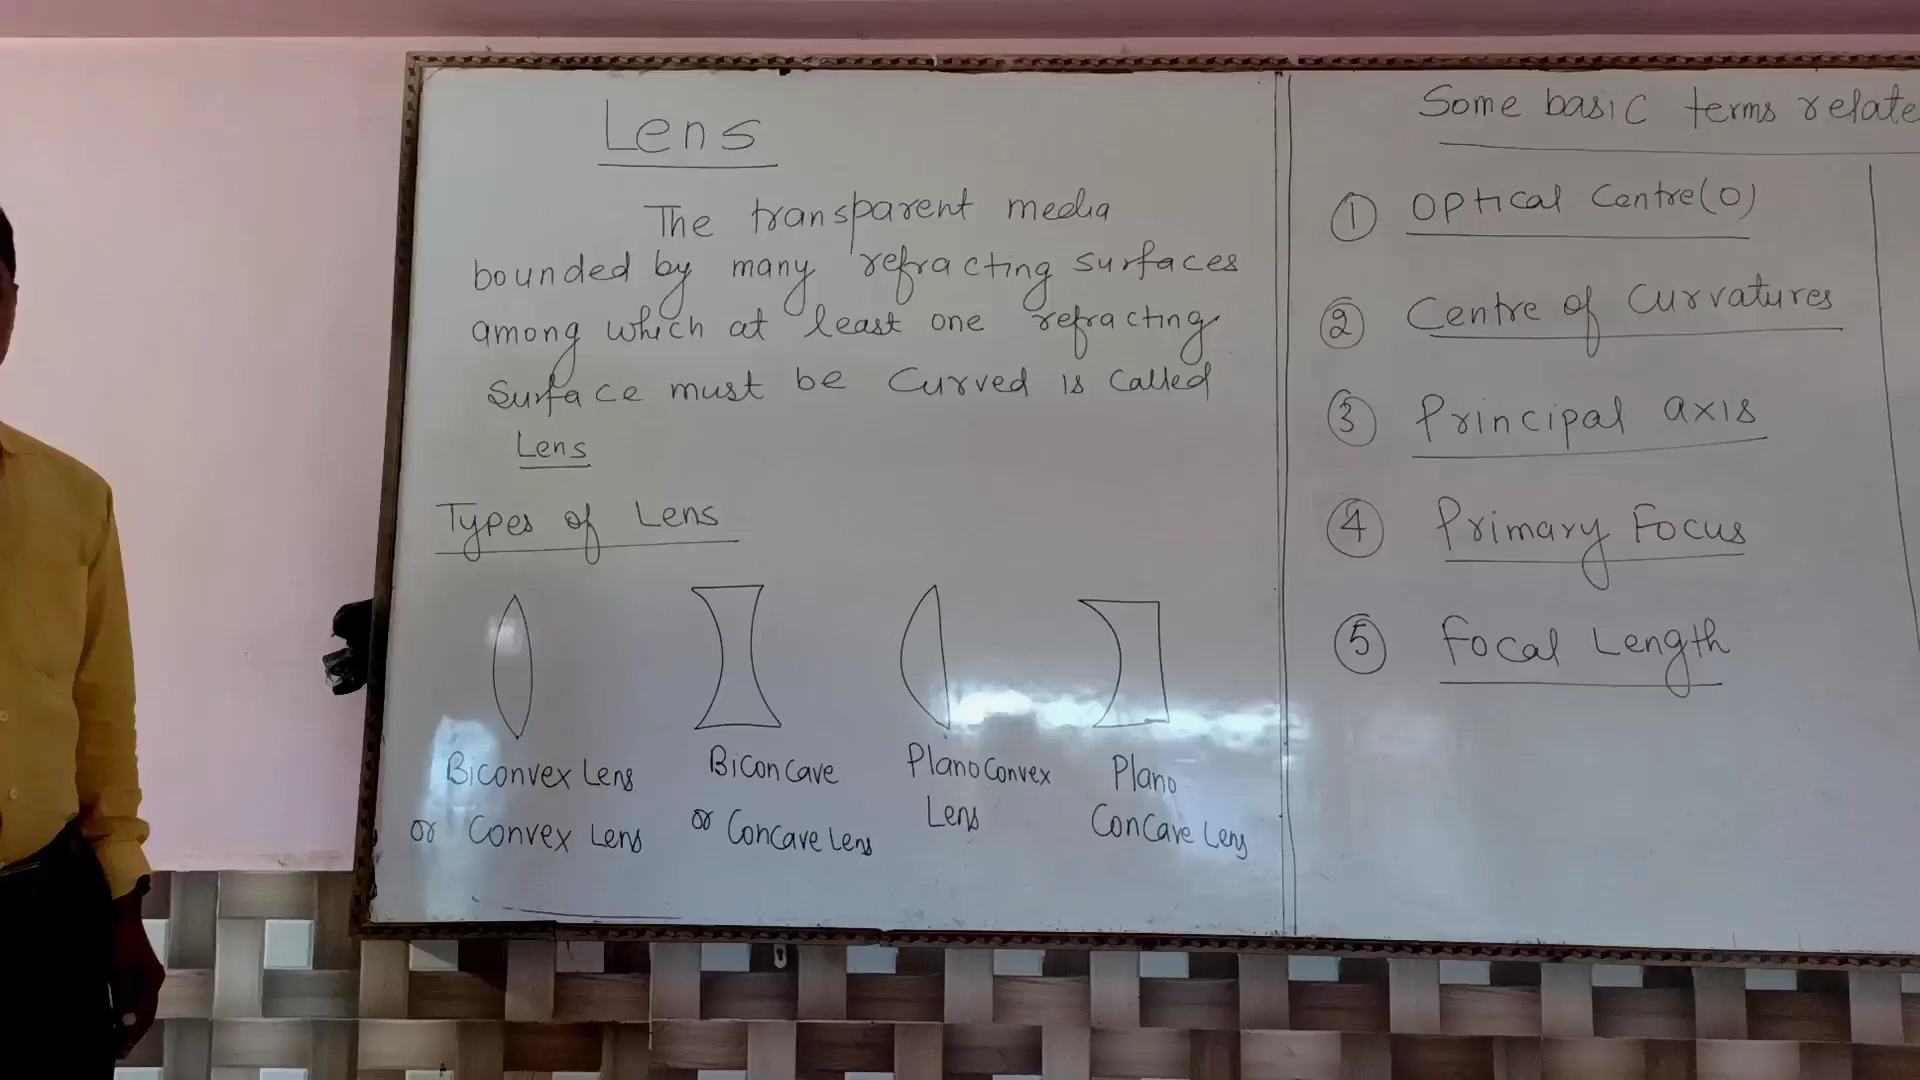 Lens
The transparent media
bounded by many refracting surfaces
among which at least one refracting
Surface must be Curved is Called
Lens
Types of Lens
Biconvex Lens
or Convex Lens
Biconcave
or Concave Lens
Plano Convex
Lens
Plano
Concave Lens
Some basic terms relate
1 Optical Centre(O)
2 Centre of Curvatures
3 Principal axis
4 Primary Focus
5 Focal Length